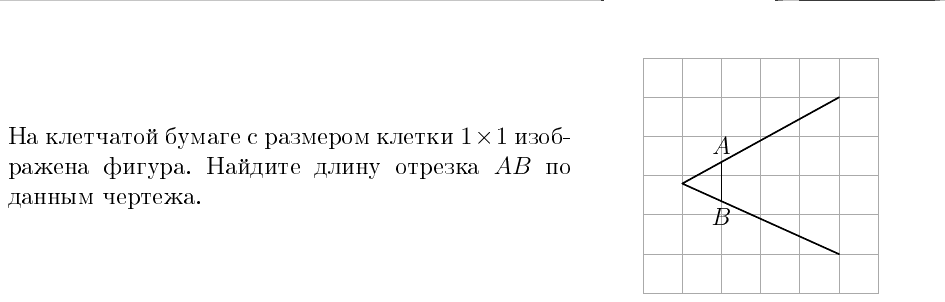 На клетчатой бумаге с размером клетки 1×1 изоб-
ражена фигура. Найдите длину отрезка AB по
данным чертежа.
A
B